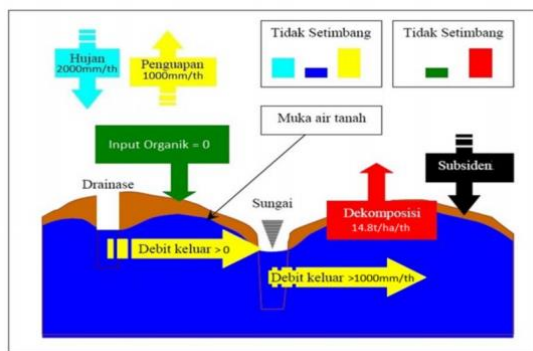 Hujan
2000mm/th
Penguapan
1000mm/th
Tidak Setimbang
Tidak Setimbang
Muka air tanah
Input Organik = 0
Subsiden
Drainase
Sungai
Dekomposisi
14.8t/ha/th
Debit keluar > 0
Debit keluar >1000mm/th